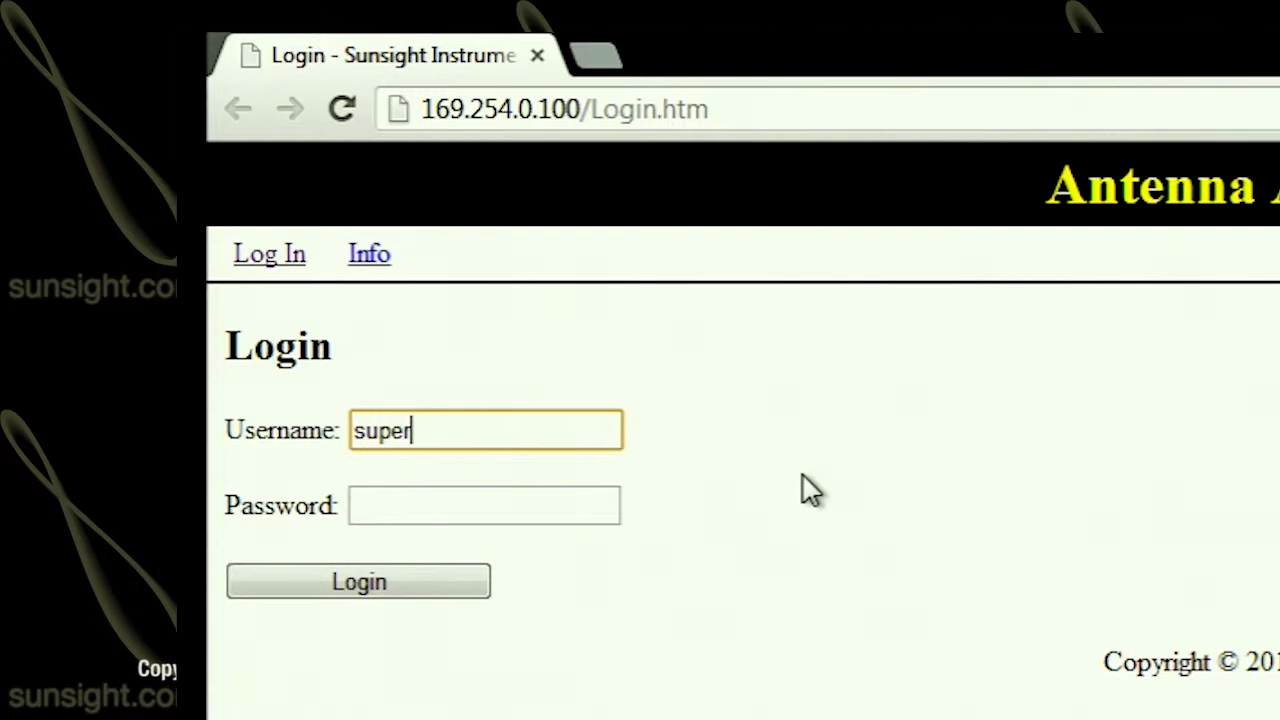 Login - Sunsight Instrume
169.254.0.100/Login.htm
Antenna
Log In Info
sunsight.co
Login
Username: super
Password:
Login
Copyright © 201
Copy
sunsight.co